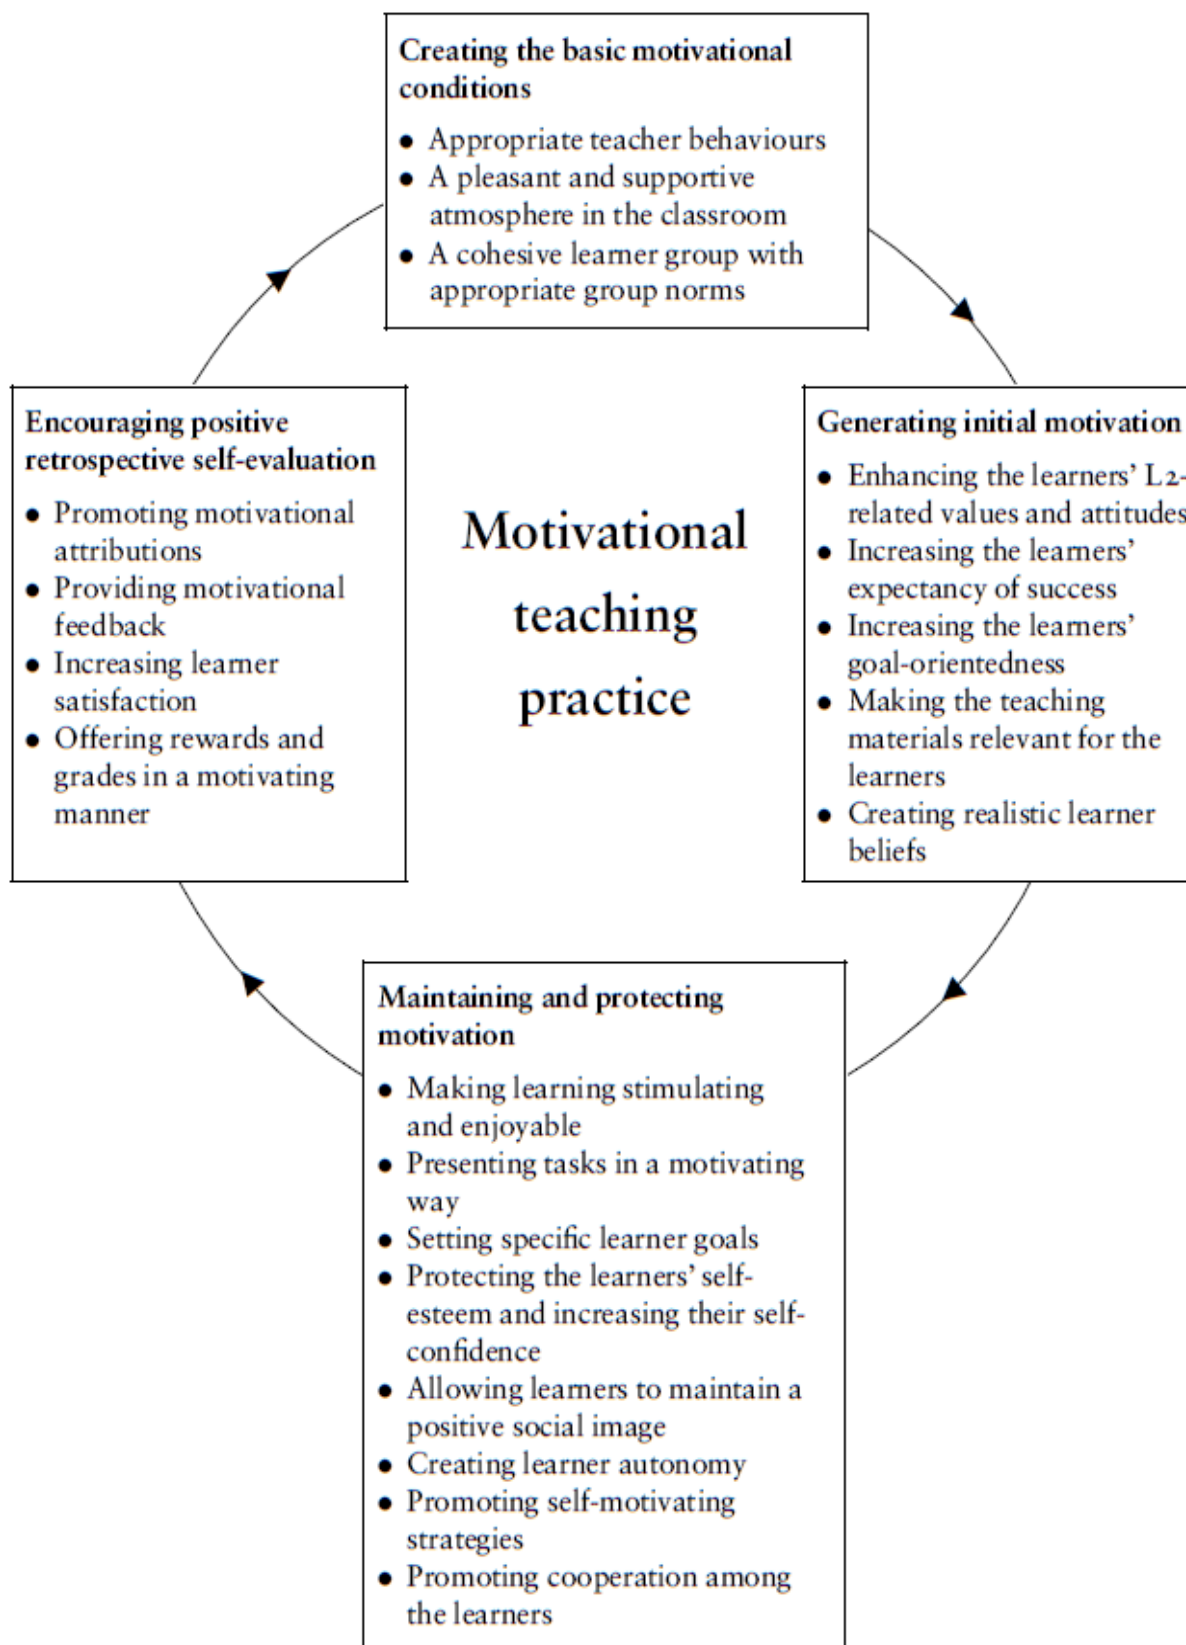 Creating the basic motivational
conditions
• Appropriate teacher behaviours
• A pleasant and supportive
atmosphere in the classroom
• A cohesive learner group with
appropriate group norms
Encouraging positive
retrospective self-evaluation
• Promoting motivational
attributions
• Providing motivational
feedback
• Increasing learner
satisfaction
• Offering rewards and
grades in a motivating
manner
Motivational
teaching
practice
Generating initial motivation
• Enhancing the learners’ L2-
related values and attitudes
• Increasing the learners’
expectancy of success
• Increasing the learners’
goal-orientedness
• Making the teaching
materials relevant for the
learners
• Creating realistic learner
beliefs
Maintaining and protecting
motivation
• Making learning stimulating
and enjoyable
• Presenting tasks in a motivating
way
• Setting specific learner goals
• Protecting the learners’ self-
esteem and increasing their self-
confidence
• Allowing learners to maintain a
positive social image
• Creating learner autonomy
• Promoting self-motivating
strategies
• Promoting cooperation among
the learners